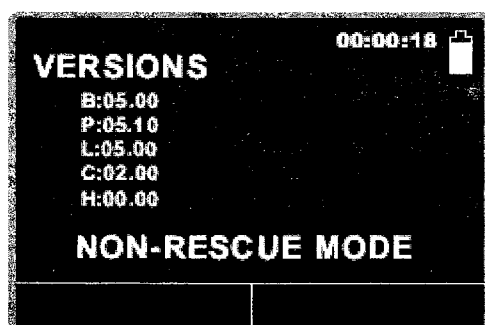 00:00:18
VERSIONS
B:05.00
P:05.10
L:05.00
C:02.00
H:00.00
NON-RESCUE MODE